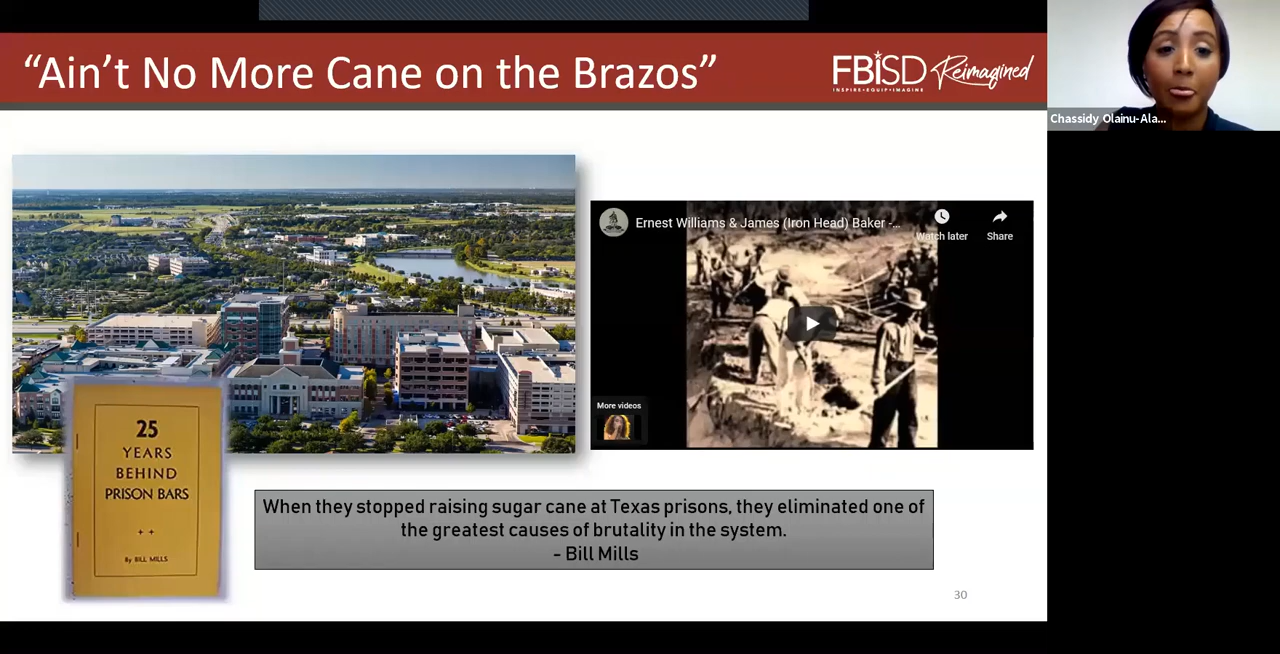 “Ain’t No More Cane on the Brazos”
FBISD Reimagined
INSPIRE•EQUIP•IMAGINE
Chassidy Olainu-Ala...
Ernest Williams & James (Iron Head) Baker -...
Watch later
Share
More videos
25
YEARS
BEHIND
PRISON BARS
By BILL MILLS
When they stopped raising sugar cane at Texas prisons, they eliminated one of
the greatest causes of brutality in the system.
- Bill Mills
30